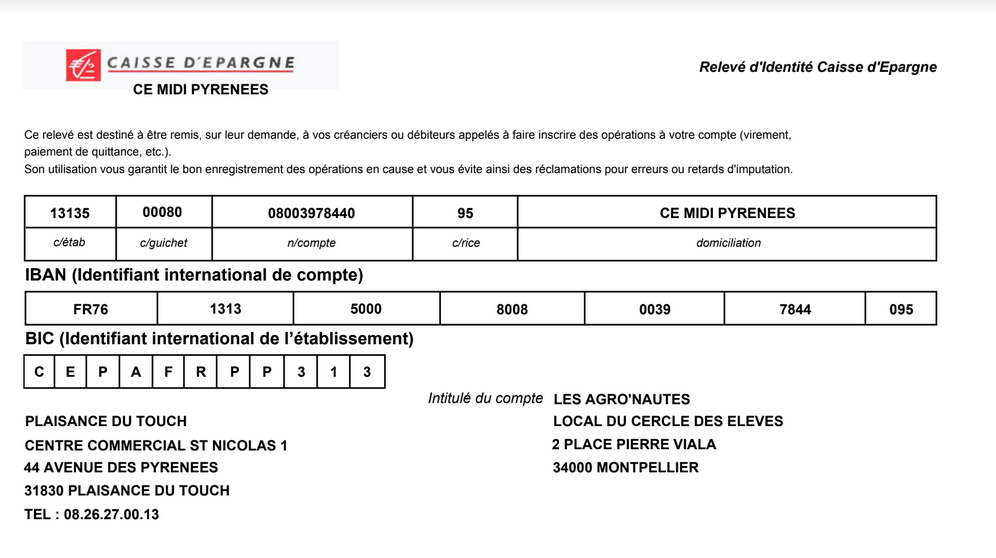 CAISSE D'EPARGNE
CE MIDI PYRENEES
Relevé d'Identité Caisse d'Epargne
Ce relevé est destiné à être remis, sur leur demande, à vos créanciers ou débiteurs appelés à faire inscrire des opérations à votre compte (virement,
paiement de quittance, etc.).
Son utilisation vous garantit le bon enregistrement des opérations en cause et vous évite ainsi des réclamations pour erreurs ou retards d'imputation.
13135 00080 08003978440 95 CE MIDI PYRENEES
c/étab c/guichet n/compte c/rice domiciliation
IBAN (Identifiant international de compte)
FR76 1313 5000 8008 0039 7844 095
BIC (Identifiant international de l'établissement)
C E P A F R P P 3 1 3
Intitulé du compte LES AGRO'NAUTES
LOCAL DU CERCLE DES ELEVES
2 PLACE PIERRE VIALA
34000 MONTPELLIER
PLAISANCE DU TOUCH
CENTRE COMMERCIAL ST NICOLAS 1
44 AVENUE DES PYRENEES
31830 PLAISANCE DU TOUCH
TEL : 08.26.27.00.13